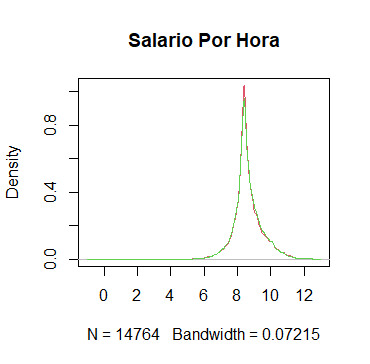 Salario Por Hora
Density
0.0 0.4 0.8
0 2 4 6 8 10 12
N = 14764 Bandwidth = 0.07215